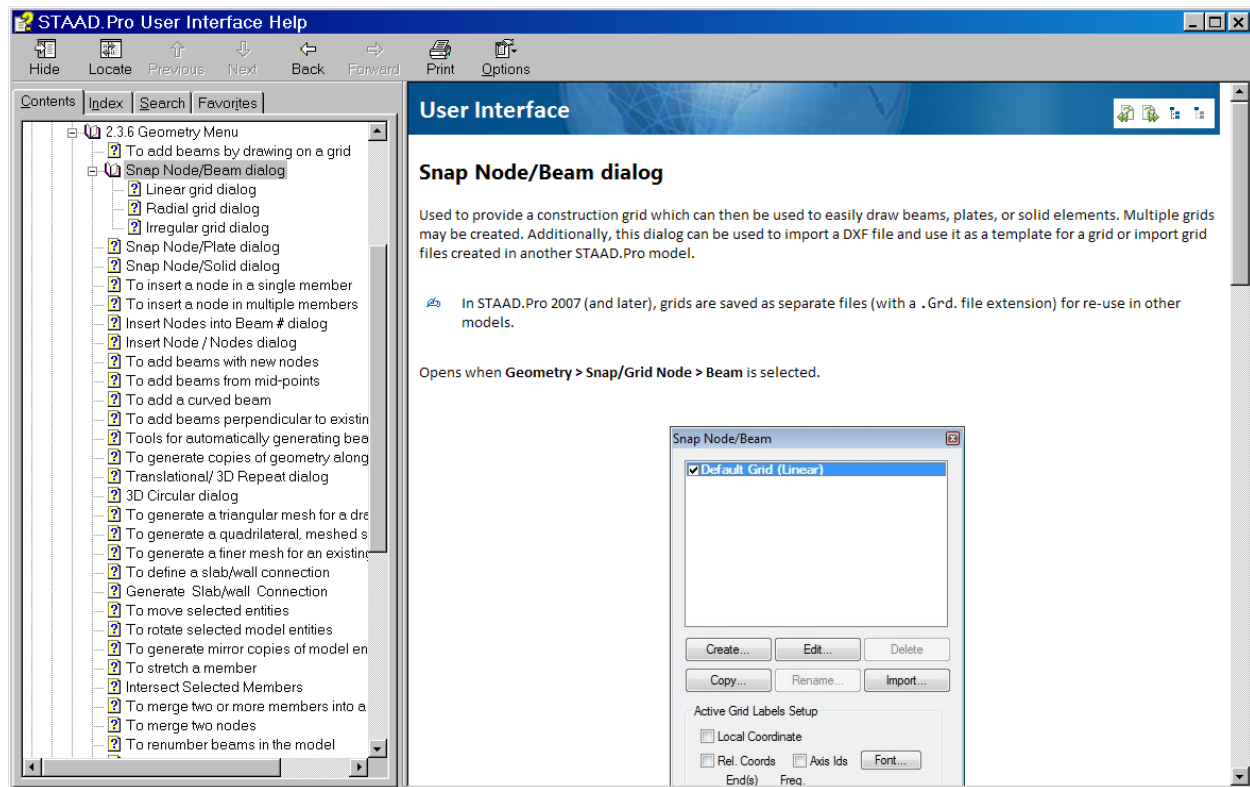 STAAD.Pro User Interface Help
Hide Locate Previous Next Back Forward Print Options
Contents Index Search Favorites
2.3.6 Geometry Menu
To add beams by drawing on a grid
Snap Node/Beam dialog
Linear grid dialog
Radial grid dialog
Irregular grid dialog
Snap Node/Plate dialog
Snap Node/Solid dialog
To insert a node in a single member
To insert a node in multiple members
Insert Nodes into Beam # dialog
Insert Node / Nodes dialog
To add beams with new nodes
To add beams from mid-points
To add a curved beam
To add beams perpendicular to existin
Tools for automatically generating bea
To generate copies of geometry along
Translational/ 3D Repeat dialog
3D Circular dialog
To generate a triangular mesh for a dra
To generate a quadrilateral, meshed s
To generate a finer mesh for an existing
To define a slab/wall connection
Generate Slab/wall Connection
To move selected entities
To rotate selected model entities
To generate mirror copies of model en
To stretch a member
Intersect Selected Members
To merge two or more members into a
To merge two nodes
To renumber beams in the model
User Interface
Snap Node/Beam dialog
Used to provide a construction grid which can then be used to easily draw beams, plates, or solid elements. Multiple grids
may be created. Additionally, this dialog can be used to import a DXF file and use it as a template for a grid or import grid
files created in another STAAD.Pro model.
In STAAD.Pro 2007 (and later), grids are saved as separate files (with a .Grd. file extension) for re-use in other
models.
Opens when Geometry > Snap/Grid Node > Beam is selected.
Snap Node/Beam
Default Grid (Linear)
Create... Edit... Delete
Copy... Rename... Import...
Active Grid Labels Setup
Local Coordinate
Rel. Coords Axis Ids Font...
End(s) Freq.